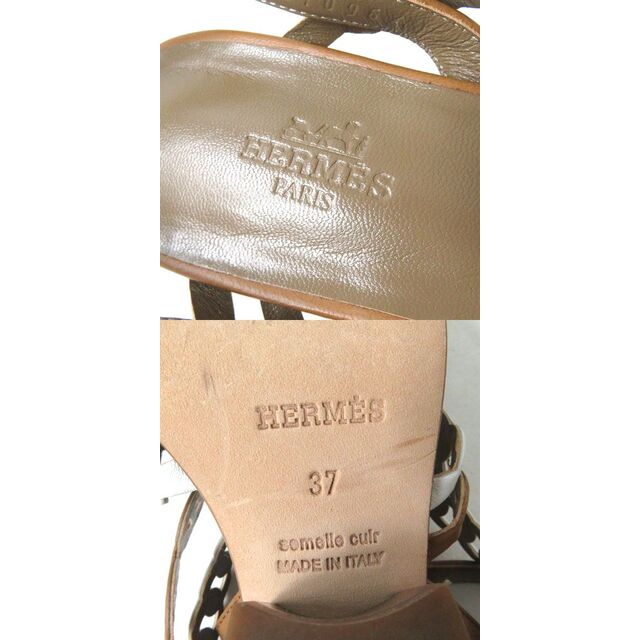 HERMÈS
PARIS
HERMÈS
37
semelle cuir
MADE IN ITALY